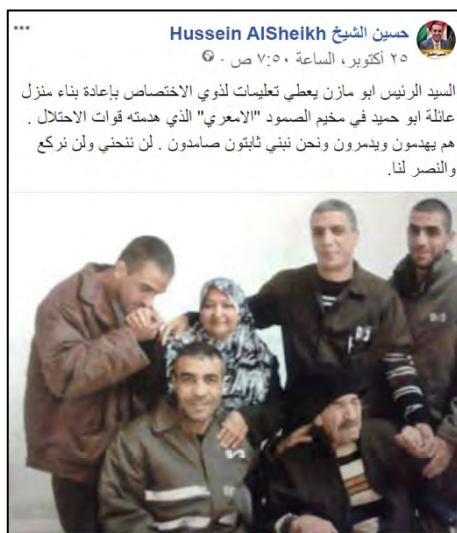 حسين الشيخ Hussein AlSheikh
٢٥ أكتوبر، الساعة ٧:٥٠ ص ·
السيد الرئيس ابو مازن يعطي تعليمات لذوي الاختصاص بإعادة بناء منزل
عائلة ابو حميد في مخيم الصمود "الامعري" الذي هدمته قوات الاحتلال .
هم يهدمون ويدمرون ونحن نبني ثابتون صامدون . لن ننحني ولن نركع
والنصر لنا.